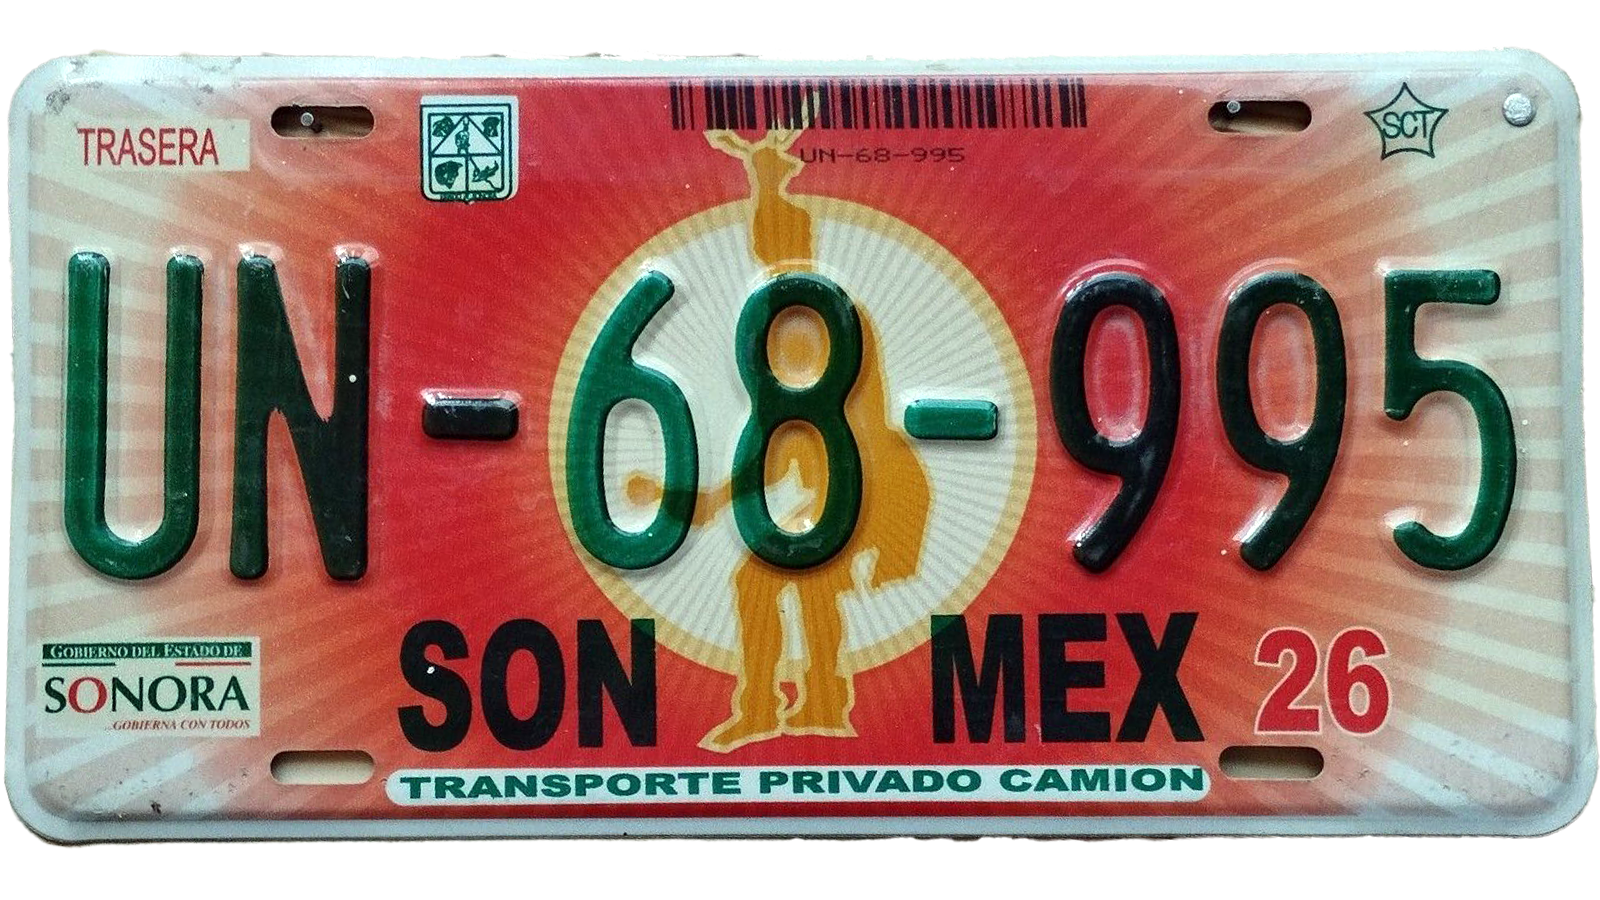 TRASERA
SCT
UN-68-995
UN-68-995
GOBIERNO DEL ESTADO DE
SONORA
...GOBIERNA CON TODOS
SON MEX 26
TRANSPORTE PRIVADO CAMION